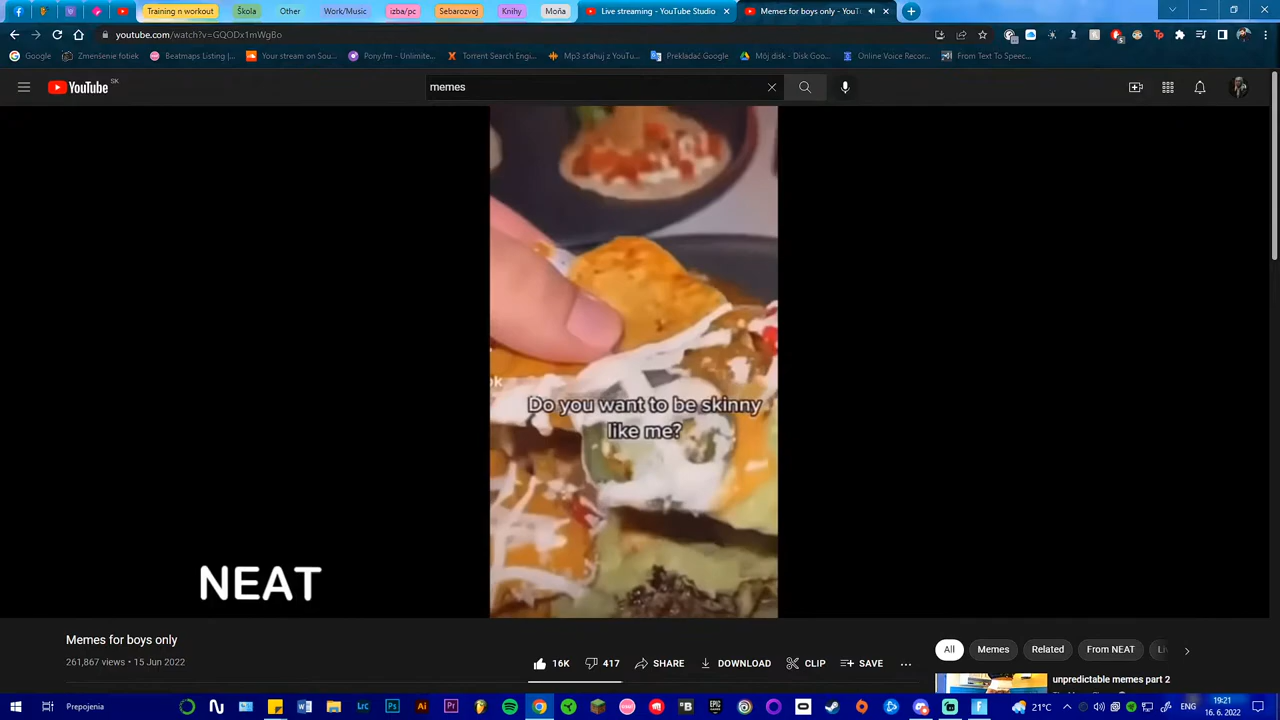 Training n workout
Škola
Other
Work/Music
izba/pc
Sebarozvoj
Knihy
Moňa
Live streaming - YouTube Studio
Memes for boys only - YouT
youtube.com/watch?v=GQODx1mWgBo
Google
Zmenšenie fotiek
Beatmaps Listing |...
Your stream on Sou...
Pony.fm - Unlimite...
Torrent Search Engi...
Mp3 sťahuj z YouTu...
Prekladač Google
Môj disk - Disk Goo...
Online Voice Recor...
From Text To Speec...
YouTube SK
memes
Do you want to be skinny
like me?
NEAT
Memes for boys only
261,867 views • 15 Jun 2022
16K
417
SHARE
DOWNLOAD
CLIP
SAVE
All
Memes
Related
From NEAT
unpredictable memes part 2
Prepojenia
21°C
19:21
16. 6. 2022